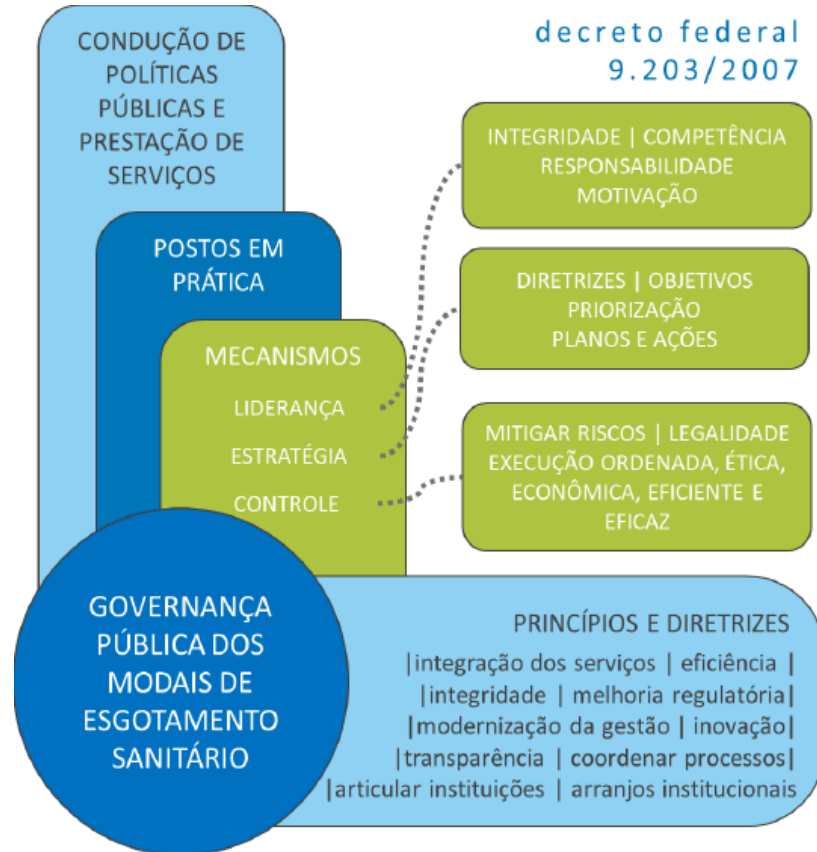 CONDUÇÃO DE
POLÍTICAS
PÚBLICAS E
PRESTAÇÃO DE
SERVIÇOS
decreto federal
9.203/2007
POSTOS EM
PRÁTICA
MECANISMOS
LIDERANÇA
ESTRATÉGIA
CONTROLE
INTEGRIDADE | COMPETÊNCIA
RESPONSABILIDADE
MOTIVAÇÃO
DIRETRIZES | OBJETIVOS
PRIORIZAÇÃO
PLANOS E AÇÕES
MITIGAR RISCOS | LEGALIDADE
EXECUÇÃO ORDENADA, ÉTICA,
ECONÔMICA, EFICIENTE E
EFICAZ
GOVERNANÇA
PÚBLICA DOS
MODAIS DE
ESGOTAMENTO
SANITÁRIO
PRINCÍPIOS E DIRETRIZES
|integração dos serviços | eficiência |
|integridade | melhoria regulatória|
|modernização da gestão | inovação|
|transparência | coordenar processos|
|articular instituições | arranjos institucionais